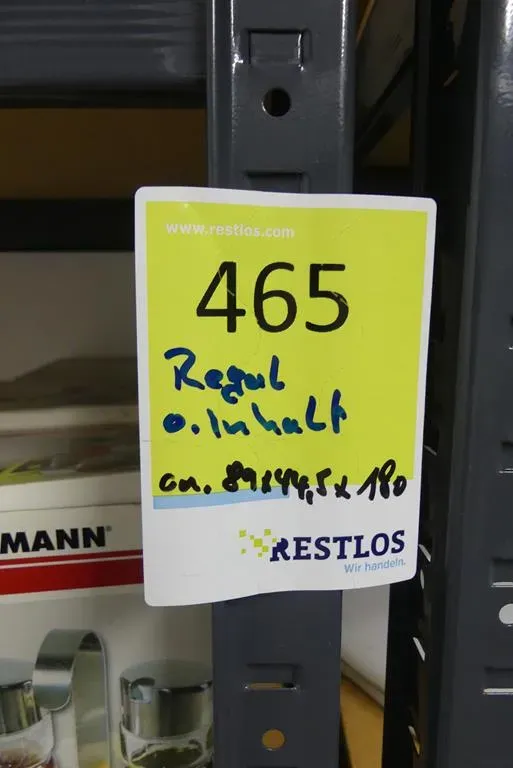 www.restlos.com
465
Regal
o. Inhalt
ca. 89x44,5x180
RESTLOS
Wir handeln.
MANN®